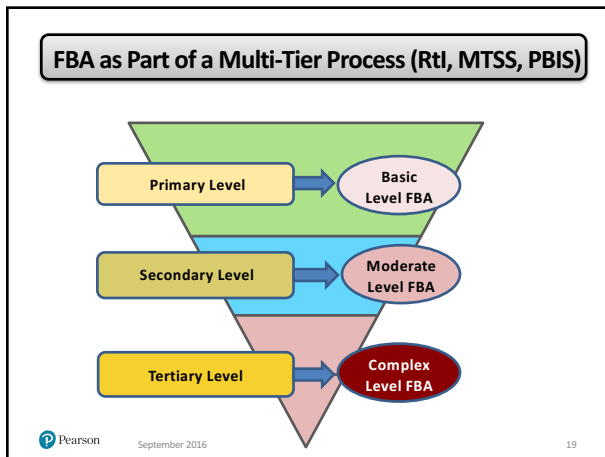 FBA as Part of a Multi-Tier Process (RtI, MTSS, PBIS)
Primary Level
Basic
Level FBA
Secondary Level
Moderate
Level FBA
Tertiary Level
Complex
Level FBA
P Pearson
September 2016
19